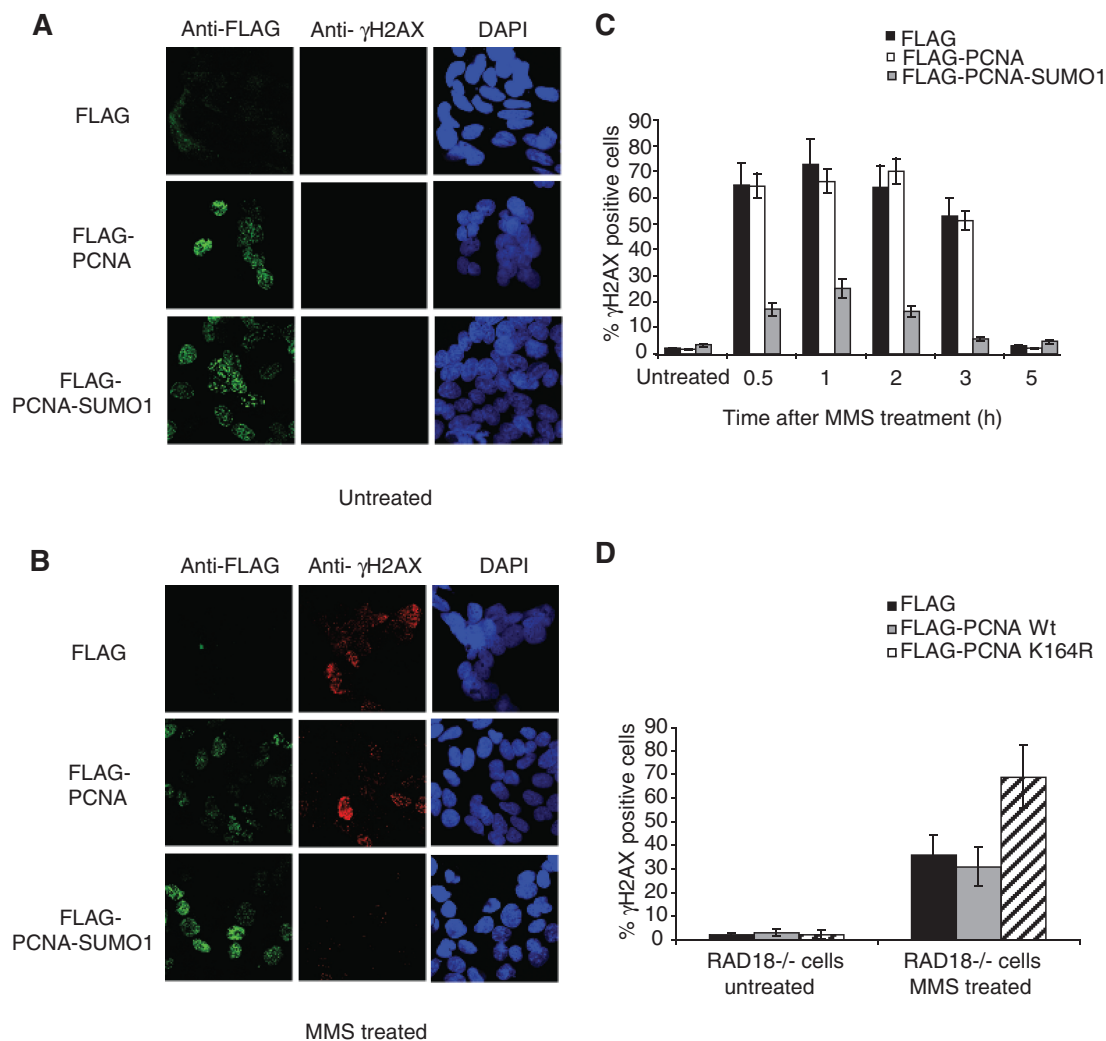 A
Anti-FLAG
Anti- γH2AX
DAPI
FLAG
FLAG-
PCNA
FLAG-
PCNA-SUMO1
Untreated
B
Anti-FLAG
Anti- γH2AX
DAPI
FLAG
FLAG-
PCNA
FLAG-
PCNA-SUMO1
MMS treated
C
FLAG
FLAG-PCNA
FLAG-PCNA-SUMO1
% γH2AX positive cells
90
80
70
60
50
40
30
20
10
0
Untreated 0.5 1 2 3 5
Time after MMS treatment (h)
D
FLAG
FLAG-PCNA Wt
FLAG-PCNA K164R
% γH2AX positive cells
90
80
70
60
50
40
30
20
10
0
RAD18-/- cells
untreated
RAD18-/- cells
MMS treated